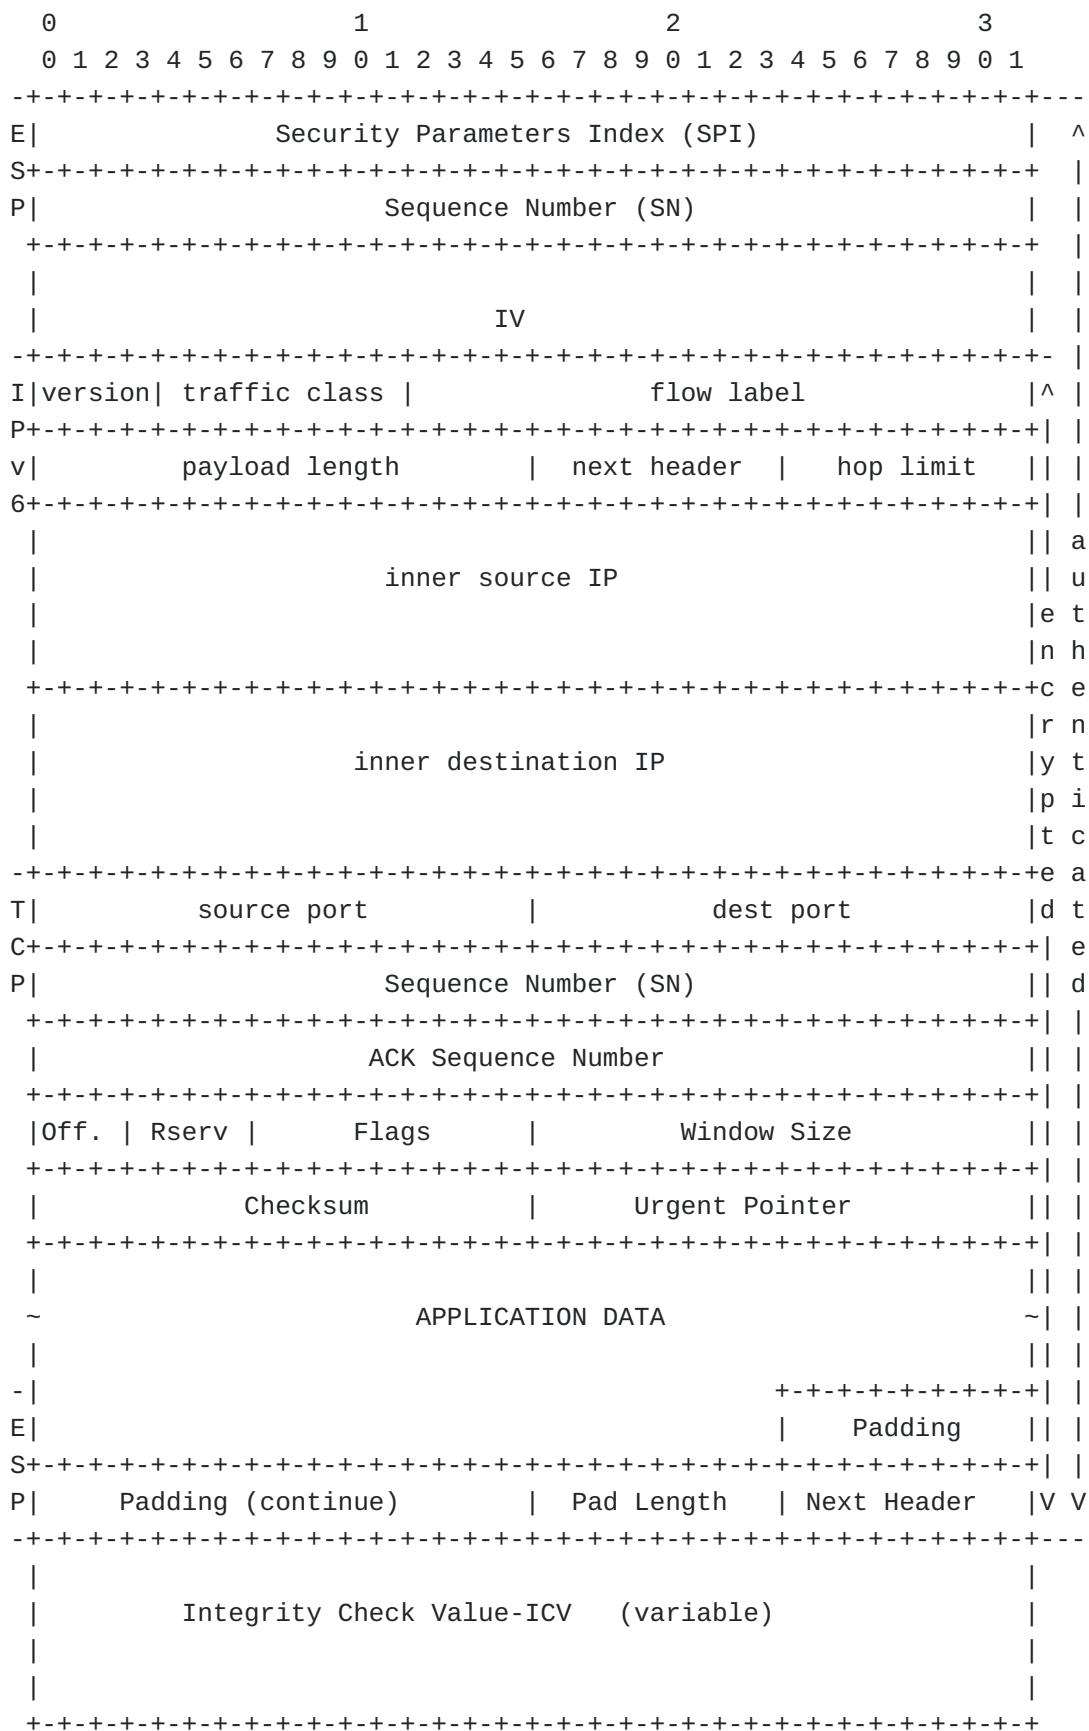 0                   1                   2                   3
   0 1 2 3 4 5 6 7 8 9 0 1 2 3 4 5 6 7 8 9 0 1 2 3 4 5 6 7 8 9 0 1
 -+-+-+-+-+-+-+-+-+-+-+-+-+-+-+-+-+-+-+-+-+-+-+-+-+-+-+-+-+-+-+-+-+---
 E|               Security Parameters Index (SPI)                 |  ^
 S+-+-+-+-+-+-+-+-+-+-+-+-+-+-+-+-+-+-+-+-+-+-+-+-+-+-+-+-+-+-+-+-+  |
 P|                      Sequence Number (SN)                     |  |
  +-+-+-+-+-+-+-+-+-+-+-+-+-+-+-+-+-+-+-+-+-+-+-+-+-+-+-+-+-+-+-+-+  |
  |                                                               |  |
  |                             IV                                |  |
 -+-+-+-+-+-+-+-+-+-+-+-+-+-+-+-+-+-+-+-+-+-+-+-+-+-+-+-+-+-+-+-+-+- |
 I|version| traffic class |               flow label              |^ |
 P+-+-+-+-+-+-+-+-+-+-+-+-+-+-+-+-+-+-+-+-+-+-+-+-+-+-+-+-+-+-+-+-+| |
 v|         payload length        |  next header  |   hop limit   || |
 6+-+-+-+-+-+-+-+-+-+-+-+-+-+-+-+-+-+-+-+-+-+-+-+-+-+-+-+-+-+-+-+-+| |
  |                                                               || a
  |                      inner source IP                          || u
  |                                                               |e t
  |                                                               |n h
  +-+-+-+-+-+-+-+-+-+-+-+-+-+-+-+-+-+-+-+-+-+-+-+-+-+-+-+-+-+-+-+-+c e
  |                                                               |r n
  |                    inner destination IP                       |y t
  |                                                               |p i
  |                                                               |t c
 -+-+-+-+-+-+-+-+-+-+-+-+-+-+-+-+-+-+-+-+-+-+-+-+-+-+-+-+-+-+-+-+-+e a
 T|          source port          |           dest port           |d t
 C+-+-+-+-+-+-+-+-+-+-+-+-+-+-+-+-+-+-+-+-+-+-+-+-+-+-+-+-+-+-+-+-+| e
 P|                      Sequence Number (SN)                     || d
  +-+-+-+-+-+-+-+-+-+-+-+-+-+-+-+-+-+-+-+-+-+-+-+-+-+-+-+-+-+-+-+-+| |
  |                     ACK Sequence Number                       || |
  +-+-+-+-+-+-+-+-+-+-+-+-+-+-+-+-+-+-+-+-+-+-+-+-+-+-+-+-+-+-+-+-+| |
  |Off. | Rserv |      Flags      |         Window Size           || |
  +-+-+-+-+-+-+-+-+-+-+-+-+-+-+-+-+-+-+-+-+-+-+-+-+-+-+-+-+-+-+-+-+| |
  |             Checksum          |      Urgent Pointer           || |
  +-+-+-+-+-+-+-+-+-+-+-+-+-+-+-+-+-+-+-+-+-+-+-+-+-+-+-+-+-+-+-+-+| |
  |                                                               || |
  ~                        APPLICATION DATA                       ~| |
  |                                                               || |
 -|                                               +-+-+-+-+-+-+-+-+| |
 E|                                               |    Padding    || |
 S+-+-+-+-+-+-+-+-+-+-+-+-+-+-+-+-+-+-+-+-+-+-+-+-+-+-+-+-+-+-+-+-+| |
 P|     Padding (continue)        |  Pad Length   | Next Header   |V V
 -+-+-+-+-+-+-+-+-+-+-+-+-+-+-+-+-+-+-+-+-+-+-+-+-+-+-+-+-+-+-+-+-+---
  |                                                               |
  |         Integrity Check Value-ICV   (variable)                |
  |                                                               |
  |                                                               |
  +-+-+-+-+-+-+-+-+-+-+-+-+-+-+-+-+-+-+-+-+-+-+-+-+-+-+-+-+-+-+-+-+